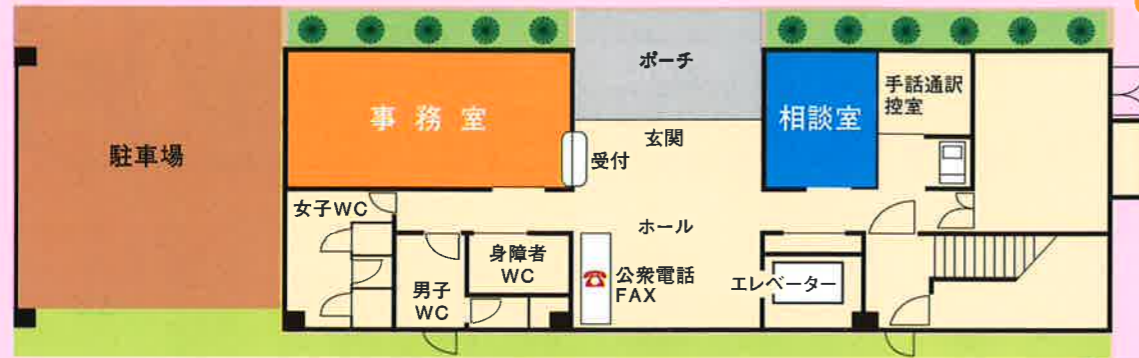 ポーチ
事務室
相談室
手話通訳
控室
駐車場
玄関
受付
女子WC
ホール
身障者
WC
男子
WC
公衆電話
FAX
エレベーター